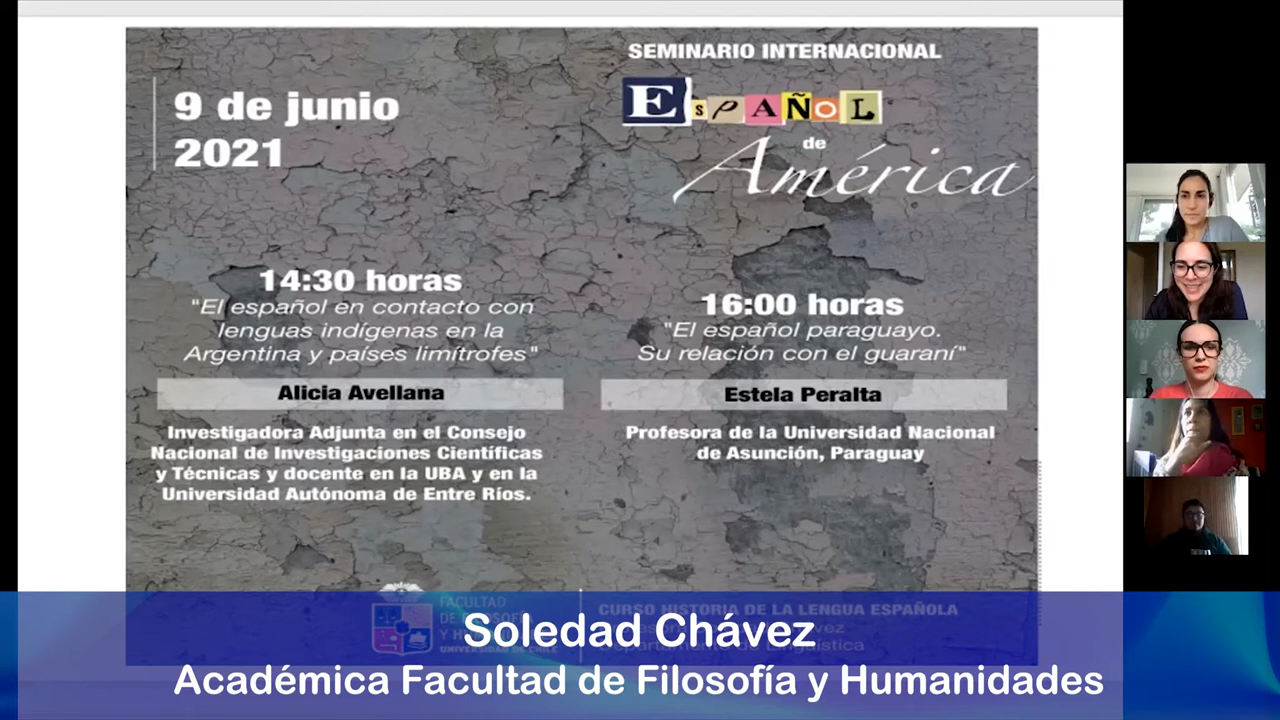 9 de junio
2021
SEMINARIO INTERNACIONAL
ESPAÑOL
de
América
14:30 horas
"El español en contacto con
lenguas indígenas en la
Argentina y países limítrofes"
Alicia Avellana
Investigadora Adjunta en el Consejo
Nacional de Investigaciones Científicas
y Técnicas y docente en la UBA y en la
Universidad Autónoma de Entre Ríos.
16:00 horas
"El español paraguayo.
Su relación con el guaraní"
Estela Peralta
Profesora de la Universidad Nacional
de Asunción, Paraguay
FACULTAD
UNIVERSIDAD DE CHILE
CURSO HISTORIA DE LA LENGUA ESPAÑOLA
Soledad Chávez
Académica Facultad de Filosofía y Humanidades